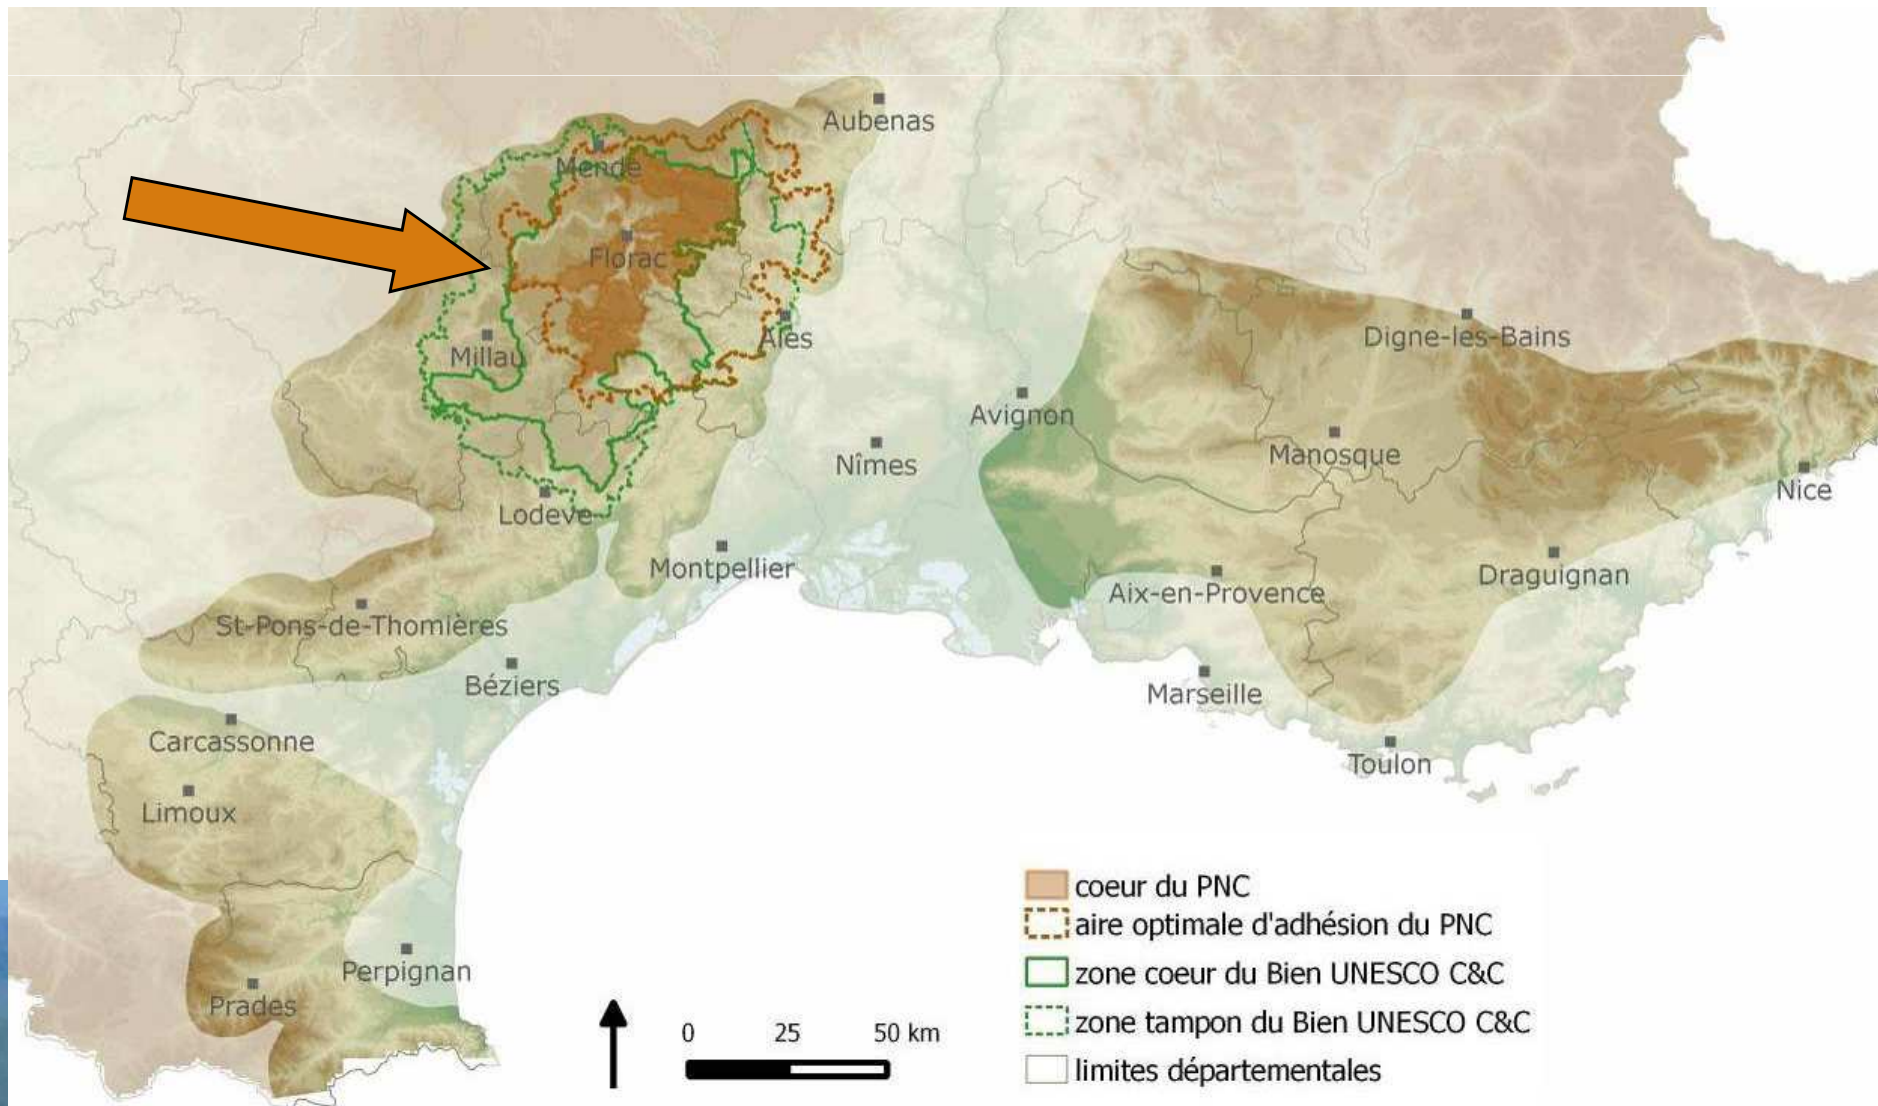 Aubenas
Mende
Florac
Alès
Millau
Digne-les-Bains
Avignon
Nîmes
Manosque
Nice
Lodeve
Montpellier
Aix-en-Provence
Draguignan
St-Pons-de-Thomières
Béziers
Marseille
Carcassonne
Toulon
Limoux
Perpignan
Prades
0 25 50 km
coeur du PNC
aire optimale d'adhésion du PNC
zone coeur du Bien UNESCO C&C
zone tampon du Bien UNESCO C&C
limites départementales